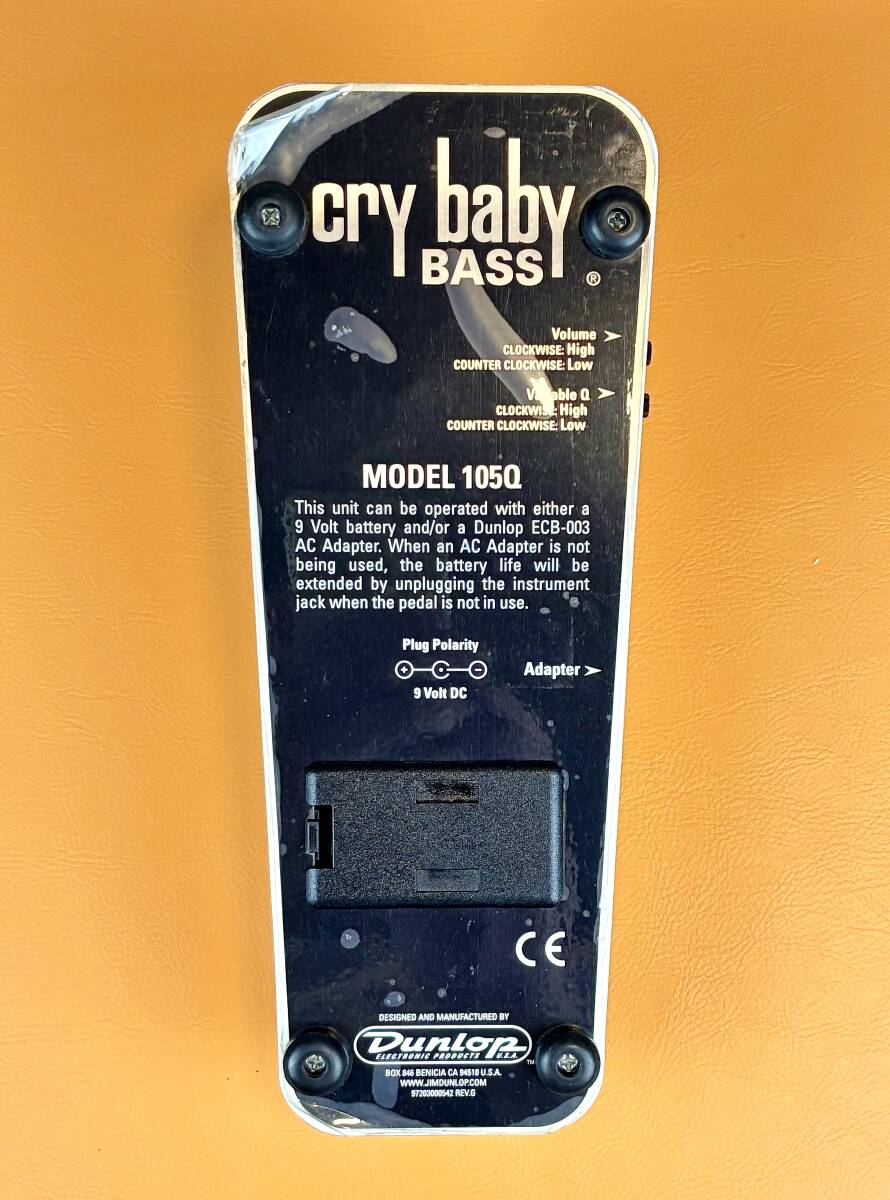 cry baby
BASS ®
Volume
CLOCKWISE: High
COUNTER CLOCKWISE: Low
Variable Q
CLOCKWISE: High
COUNTER CLOCKWISE: Low
MODEL 105Q
This unit can be operated with either a
9 Volt battery and/or a Dunlop ECB-003
AC Adapter. When an AC Adapter is not
being used, the battery life will be
extended by unplugging the instrument
jack when the pedal is not in use.
Plug Polarity
+ -
Adapter
9 Volt DC
CE
DESIGNED AND MANUFACTURED BY
Dunlop
ELECTRONIC PRODUCTS U.S.A. ™
BOX 846 BENICIA CA 94510 U.S.A.
WWW.JIMDUNLOP.COM
97203000542 REV.G